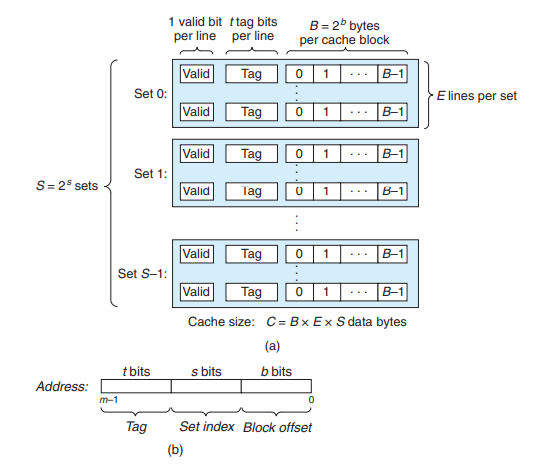 1 valid bit t tag bits B = 2^b bytes
per line per line per cache block
Valid Tag 0 1 · · · B–1
Set 0: E lines per set
Valid Tag 0 1 · · · B–1
Valid Tag 0 1 · · · B–1
Set 1:
S = 2^s sets
Valid Tag 0 1 · · · B–1
Valid Tag 0 1 · · · B–1
Set S–1:
Valid Tag 0 1 · · · B–1
Cache size: C = B × E × S data bytes
(a)
t bits s bits b bits
Address:
m–1 0
Tag Set index Block offset
(b)